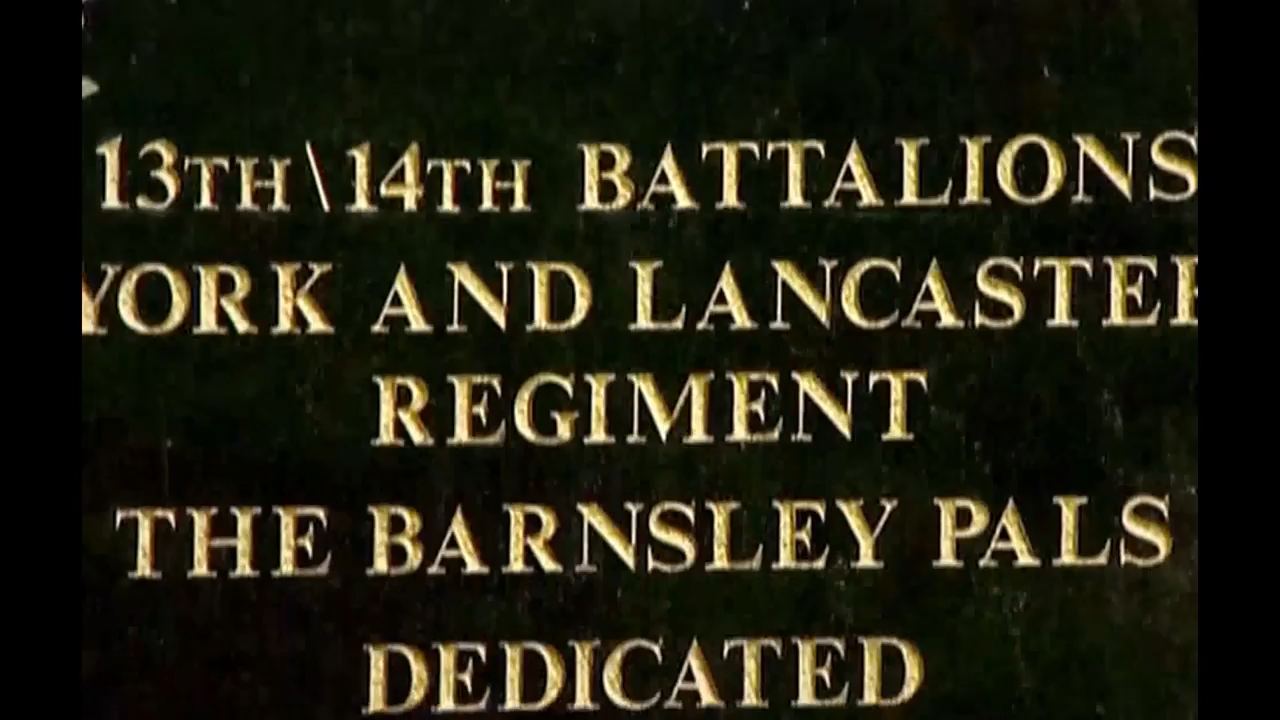 13TH\14TH BATTALIONS
YORK AND LANCASTER
REGIMENT
THE BARNSLEY PALS
DEDICATED